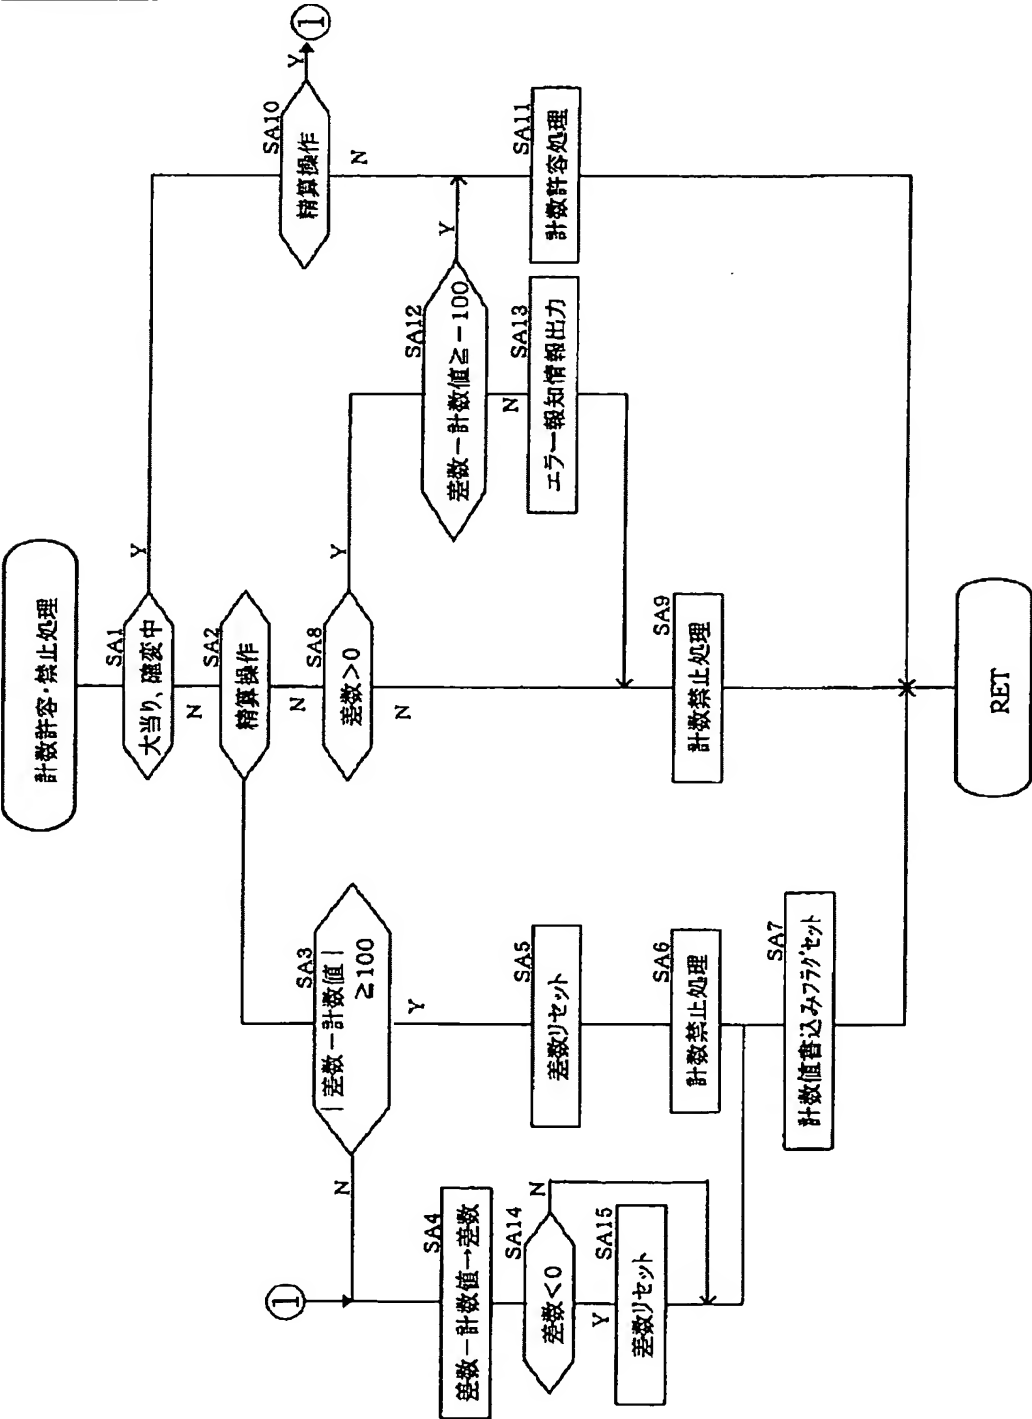 計数許容・禁止処理
SA1
大当り、確変中
Y
N
SA2
精算操作
N
SA8
差数>0
Y
N
SA9
計数禁止処理
RET
SA10
精算操作
Y
①
N
SA11
計数許容処理
SA12
差数－計数値≧－100
Y
N
SA13
エラー報知情報出力
SA3
|差数－計数値|
≧100
N
Y
SA5
差数リセット
SA6
計数禁止処理
SA7
計数値書込みフラグセット
①
SA4
差数－計数値→差数
SA14
差数<0
N
Y
SA15
差数リセット